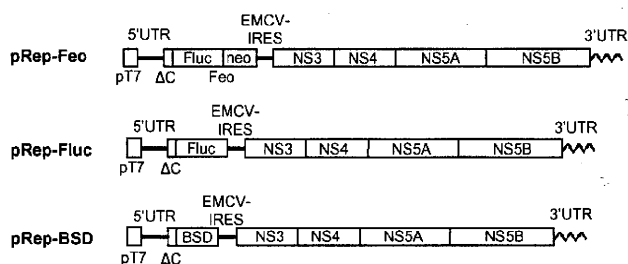 EMCV-
5'UTR IRES 3'UTR
pRep-Feo Fluc neo NS3 NS4 NS5A NS5B
pT7 ΔC Feo
EMCV-
5'UTR IRES 3'UTR
pRep-Fluc Fluc NS3 NS4 NS5A NS5B
pT7 ΔC
EMCV-
5'UTR IRES 3'UTR
pRep-BSD BSD NS3 NS4 NS5A NS5B
pT7 ΔC